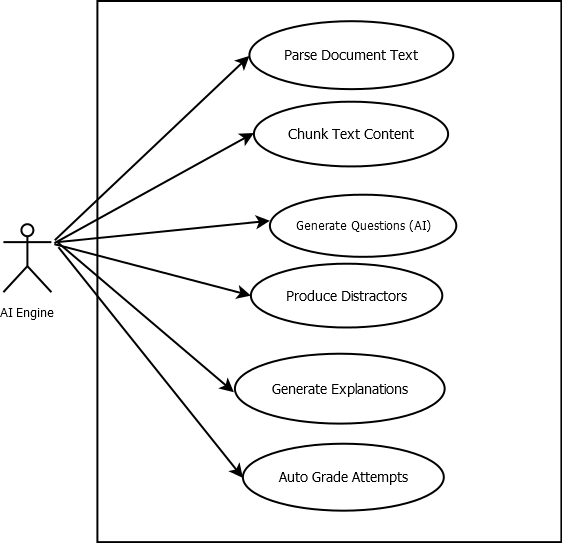 Parse Document Text
Chunk Text Content
Generate Questions (AI)
Produce Distractors
AI Engine
Generate Explanations
Auto Grade Attempts